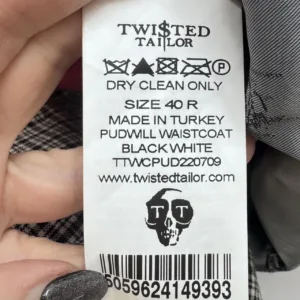 TWI$TED
TAILOR
P
DRY CLEAN ONLY
SIZE 40 R
MADE IN TURKEY
PUDWILL WAISTCOAT
BLACK WHITE
TTWCPUD220709
www.twistedtailor.com
T T
5059624149393